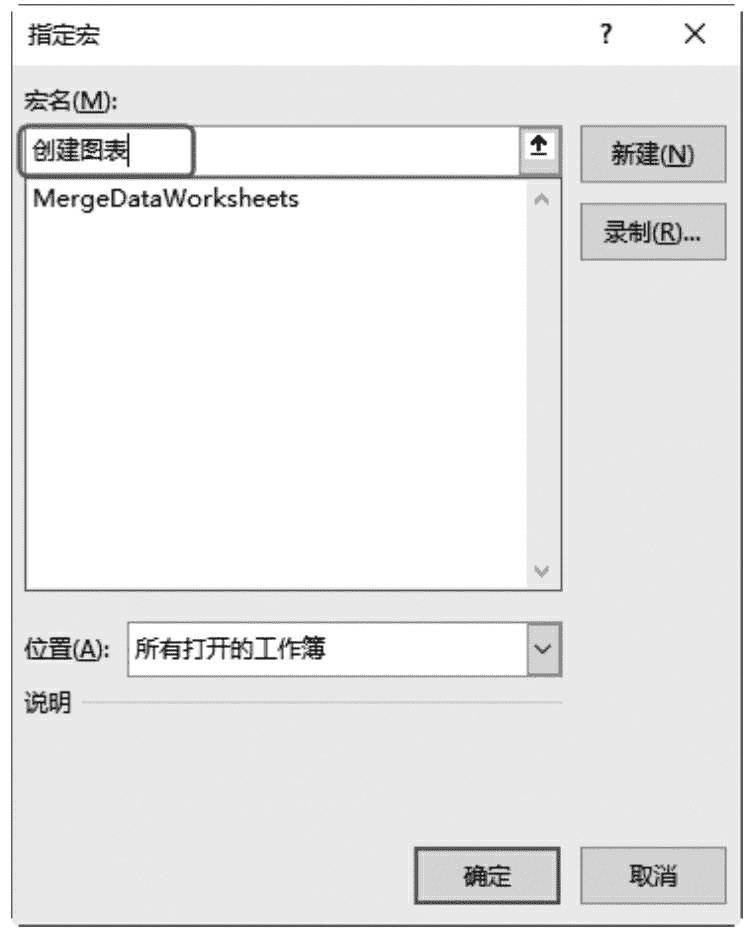 指定宏
? ×
宏名(M):
创建图表
新建(N)
MergeDataWorksheets
录制(R)...
位置(A): 所有打开的工作簿
说明
确定 取消